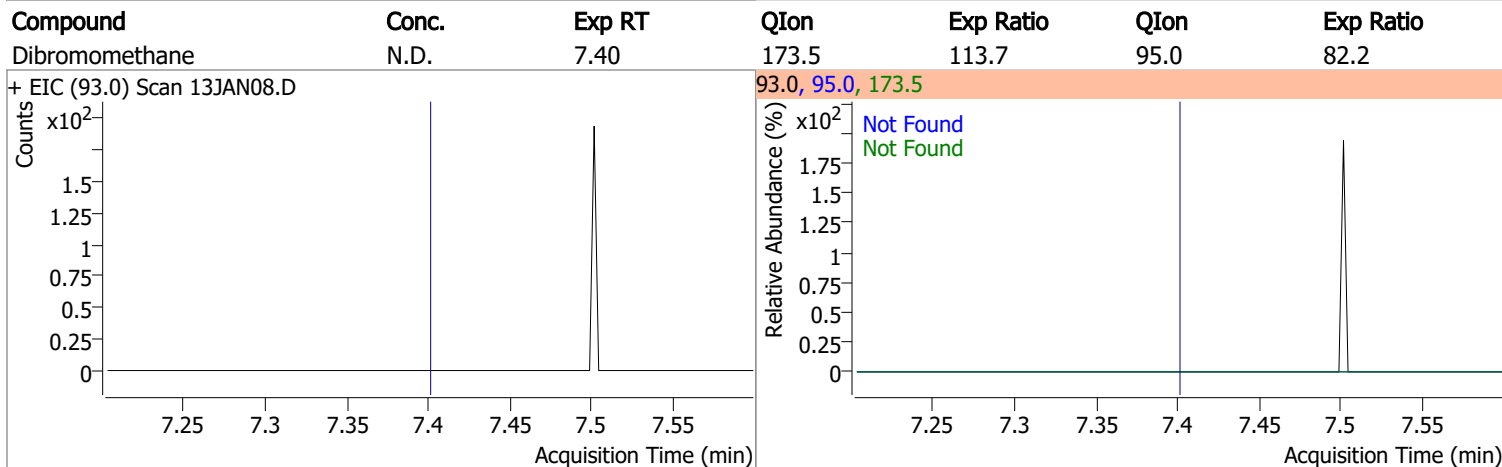 Compound Conc. Exp RT QIon Exp Ratio QIon Exp Ratio
Dibromomethane N.D. 7.40 173.5 113.7 95.0 82.2
+ EIC (93.0) Scan 13JAN08.D
Counts
x102
1.5
1.25
1
0.75
0.5
0.25
0
7.25 7.3 7.35 7.4 7.45 7.5 7.55
Acquisition Time (min)
93.0, 95.0, 173.5
Relative Abundance (%)
x102
Not Found
Not Found
1.75
1.5
1.25
1
0.75
0.5
0.25
0
7.25 7.3 7.35 7.4 7.45 7.5 7.55
Acquisition Time (min)